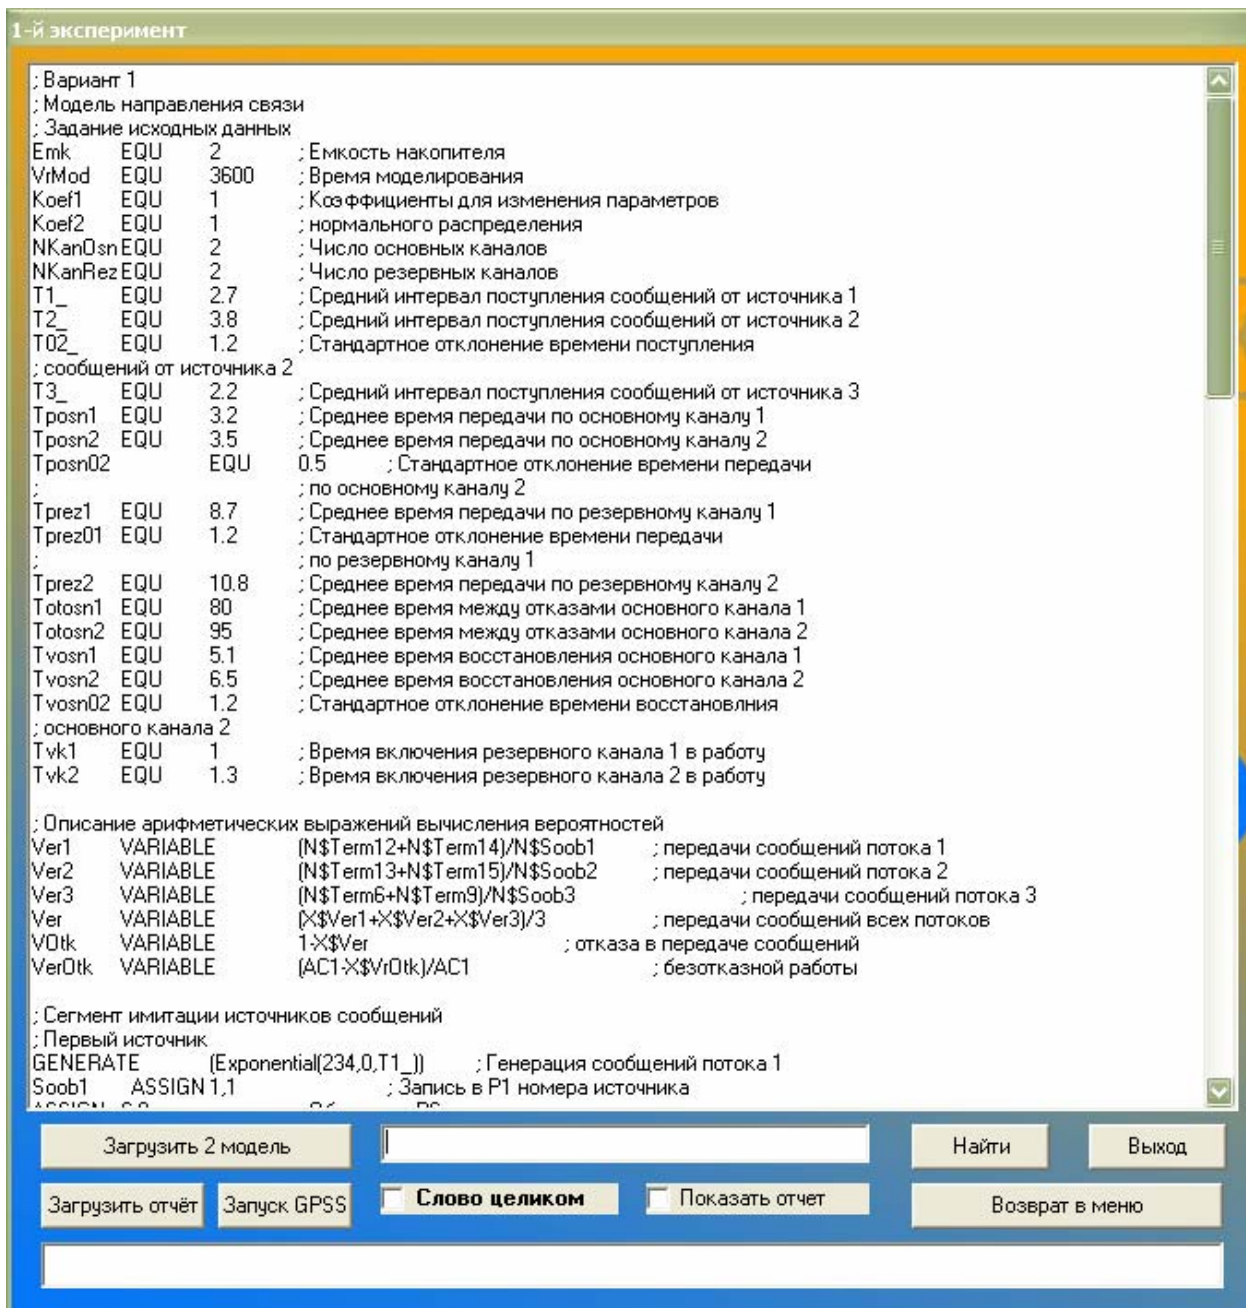 1-й эксперимент
; Вариант 1
; Модель направления связи
; Задание исходных данных
Emk EQU 2 ; Емкость накопителя
VrMod EQU 3600 ; Время моделирования
Koef1 EQU 1 ; Коэффициенты для изменения параметров
Koef2 EQU 1 ; нормального распределения
NKanOsn EQU 2 ; Число основных каналов
NKanRez EQU 2 ; Число резервных каналов
T1_ EQU 2.7 ; Средний интервал поступления сообщений от источника 1
T2_ EQU 3.8 ; Средний интервал поступления сообщений от источника 2
T02_ EQU 1.2 ; Стандартное отклонение времени поступления
; сообщений от источника 2
T3_ EQU 2.2 ; Средний интервал поступления сообщений от источника 3
Tposn1 EQU 3.2 ; Среднее время передачи по основному каналу 1
Tposn2 EQU 3.5 ; Среднее время передачи по основному каналу 2
Tposn02 EQU 0.5 ; Стандартное отклонение времени передачи
; ; по основному каналу 2
Tprez1 EQU 8.7 ; Среднее время передачи по резервному каналу 1
Tprez01 EQU 1.2 ; Стандартное отклонение времени передачи
; ; по резервному каналу 1
Tprez2 EQU 10.8 ; Среднее время передачи по резервному каналу 2
Totosn1 EQU 80 ; Среднее время между отказами основного канала 1
Totosn2 EQU 95 ; Среднее время между отказами основного канала 2
Tvosn1 EQU 5.1 ; Среднее время восстановления основного канала 1
Tvosn2 EQU 6.5 ; Среднее время восстановления основного канала 2
Tvosn02 EQU 1.2 ; Стандартное отклонение времени восстановлния
; основного канала 2
Tvk1 EQU 1 ; Время включения резервного канала 1 в работу
Tvk2 EQU 1.3 ; Время включения резервного канала 2 в работу
; Описание арифметических выражений вычисления вероятностей
Ver1 VARIABLE (N$Term12+N$Term14)/N$Soob1 ; передачи сообщений потока 1
Ver2 VARIABLE (N$Term13+N$Term15)/N$Soob2 ; передачи сообщений потока 2
Ver3 VARIABLE (N$Term6+N$Term9)/N$Soob3 ; передачи сообщений потока 3
Ver VARIABLE (X$Ver1+X$Ver2+X$Ver3)/3 ; передачи сообщений всех потоков
VOtk VARIABLE 1-X$Ver ; отказа в передаче сообщений
VerOtk VARIABLE (AC1-X$VrOtk)/AC1 ; безотказной работы
; Сегмент имитации источников сообщений
; Первый источник
GENERATE (Exponential(234,0,T1_)) ; Генерация сообщений потока 1
Soob1 ASSIGN 1,1 ; Запись в P1 номера источника
Загрузить 2 модель
Найти
Выход
Загрузить отчёт
Запуск GPSS
Слово целиком
Показать отчет
Возврат в меню